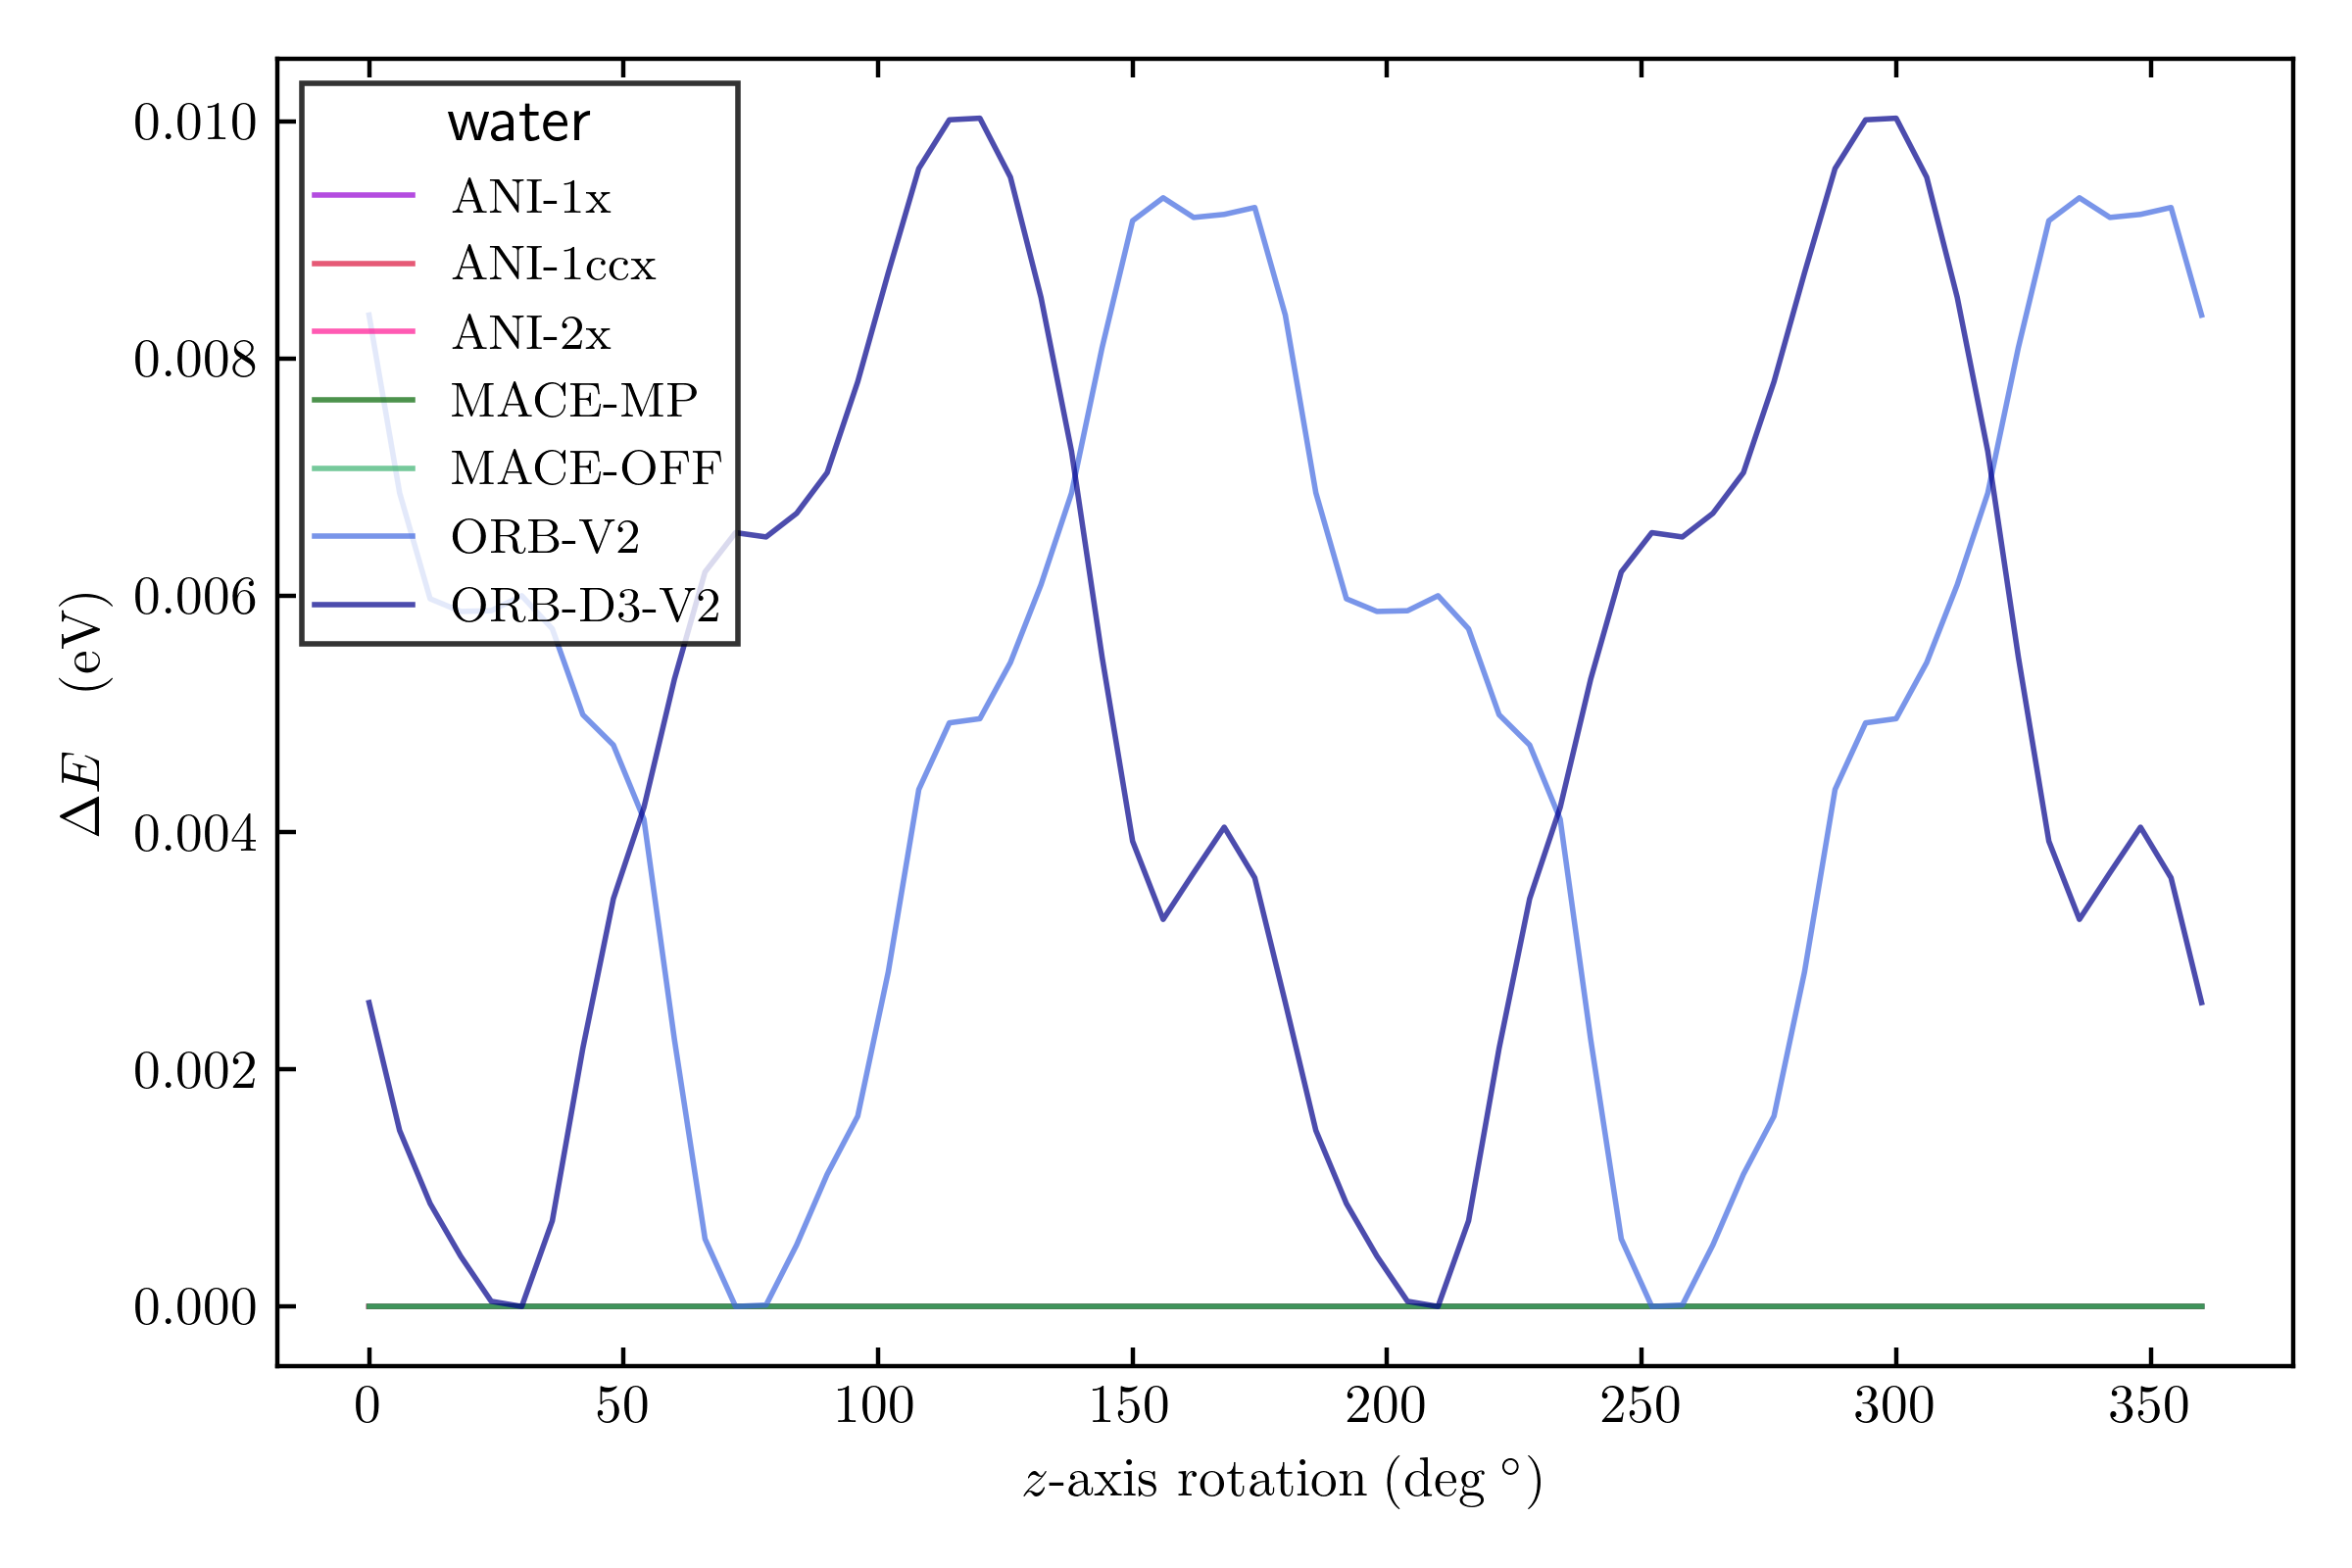 water
ANI-1x
ANI-1ccx
ANI-2x
MACE-MP
MACE-OFF
ORB-V2
ORB-D3-V2
ΔE (eV)
0.010
0.008
0.006
0.004
0.002
0.000
0 50 100 150 200 250 300 350
z-axis rotation (deg °)